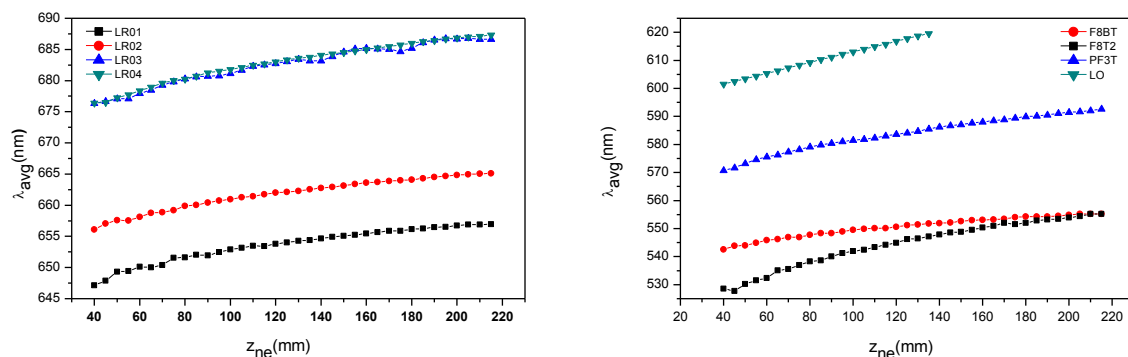 690
685
680
675
670
665
660
655
650
645
λavg(nm)
LR01
LR02
LR03
LR04
40 60 80 100 120 140 160 180 200 220
zne(mm)
620
610
600
590
580
570
560
550
540
530
λavg(nm)
F8BT
F8T2
PF3T
LO
20 40 60 80 100 120 140 160 180 200 220
zne(mm)